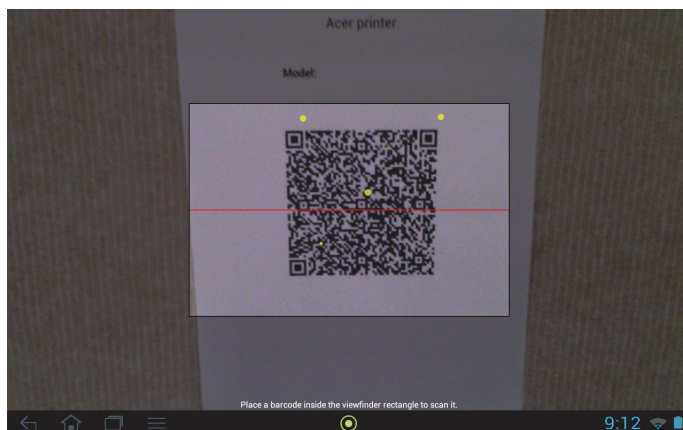 Acer printer
Model:
Place a barcode inside the viewfinder rectangle to scan it.
9:12